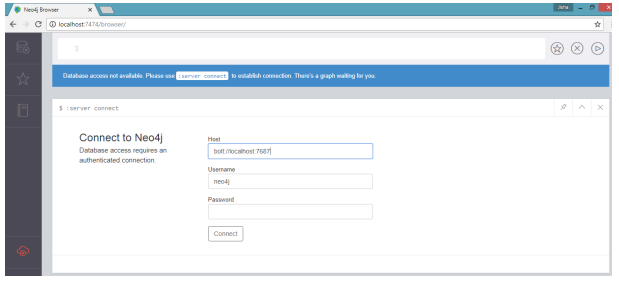 Neo4j Browser
localhost:7474/browser/
$
Database access not available. Please use :server connect to establish connection. There's a graph waiting for you.
$ :server connect
Connect to Neo4j
Database access requires an
authenticated connection.
Host
bolt://localhost:7687
Username
neo4j
Password
Connect